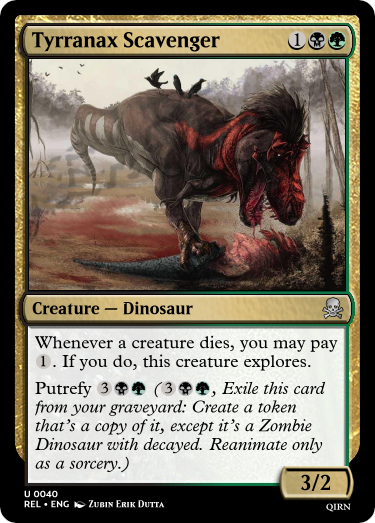 Tyrranax Scavenger 1
Creature — Dinosaur
Whenever a creature dies, you may pay
1. If you do, this creature explores.
Putrefy 3 (3, Exile this card
from your graveyard: Create a token
that's a copy of it, except it's a Zombie
Dinosaur with decayed. Reanimate only
as a sorcery.)
3/2
U 0040
REL • ENG Zubin Erik Dutta
QIRN